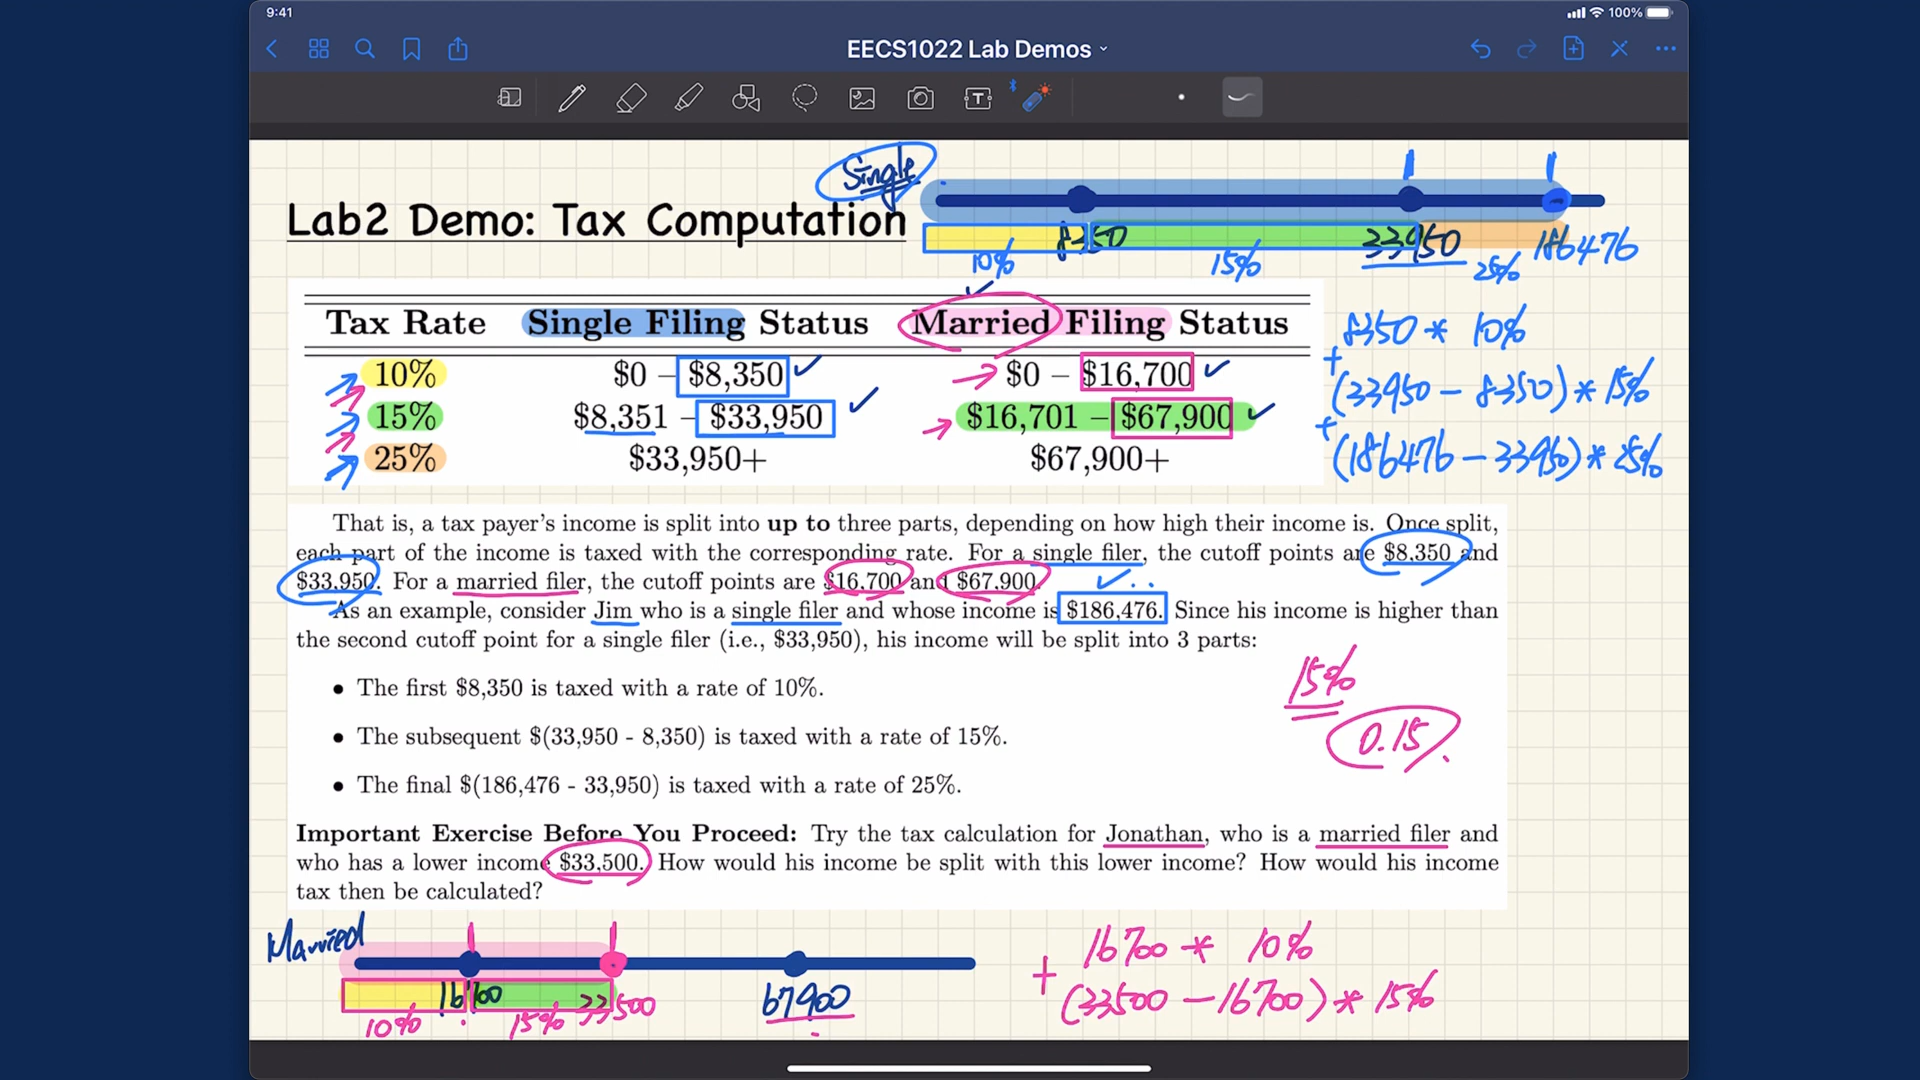 9:41
100%
EECS1022 Lab Demos
T
Single
Lab2 Demo: Tax Computation
8350 33950 186476
10% 15% 25%
Tax Rate Single Filing Status Married Filing Status
10% $0 – $8,350 $0 – $16,700
15% $8,351 – $33,950 $16,701 – $67,900
25% $33,950+ $67,900+
8350 * 10%
+
(33950 - 8350) * 15%
+
(186476 - 33950) * 25%
That is, a tax payer's income is split into up to three parts, depending on how high their income is. Once split,
each part of the income is taxed with the corresponding rate. For a single filer, the cutoff points are $8,350 and
$33,950. For a married filer, the cutoff points are $16,700 and $67,900.
As an example, consider Jim who is a single filer and whose income is $186,476. Since his income is higher than
the second cutoff point for a single filer (i.e., $33,950), his income will be split into 3 parts:
• The first $8,350 is taxed with a rate of 10%.
• The subsequent $(33,950 - 8,350) is taxed with a rate of 15%.
• The final $(186,476 - 33,950) is taxed with a rate of 25%.
15%
0.15
Important Exercise Before You Proceed: Try the tax calculation for Jonathan, who is a married filer and
who has a lower income $33,500. How would his income be split with this lower income? How would his income
tax then be calculated?
Married
16700 33500 67900
10% 15%
16700 * 10%
+
(33500 - 16700) * 15%